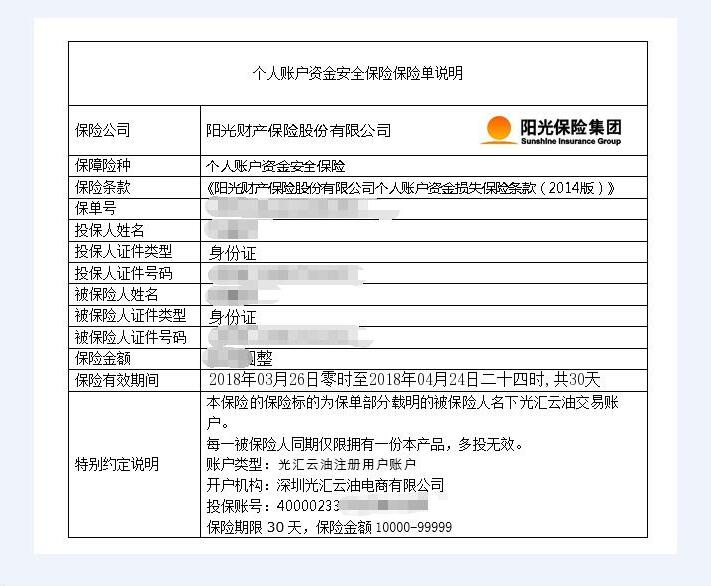 个人账户资金安全保险保险单说明
保险公司 阳光财产保险股份有限公司 阳光保险集团
Sunshine Insurance Group
保障险种 个人账户资金安全保险
保险条款 《阳光财产保险股份有限公司个人账户资金损失保险条款（2014版）》
保单号
投保人姓名
投保人证件类型 身份证
投保人证件号码
被保险人姓名
被保险人证件类型 身份证
被保险人证件号码
保险金额 圆整
保险有效期间 2018年03月26日零时至2018年04月24日二十四时,共30天
特别约定说明
本保险的保险标的为保单部分载明的被保险人名下光汇云油交易账
户。
每一被保险人同期仅限拥有一份本产品，多投无效。
账户类型：光汇云油注册用户账户
开户机构：深圳光汇云油电商有限公司
投保账号：40000233
保险期限 30 天，保险金额 10000-99999